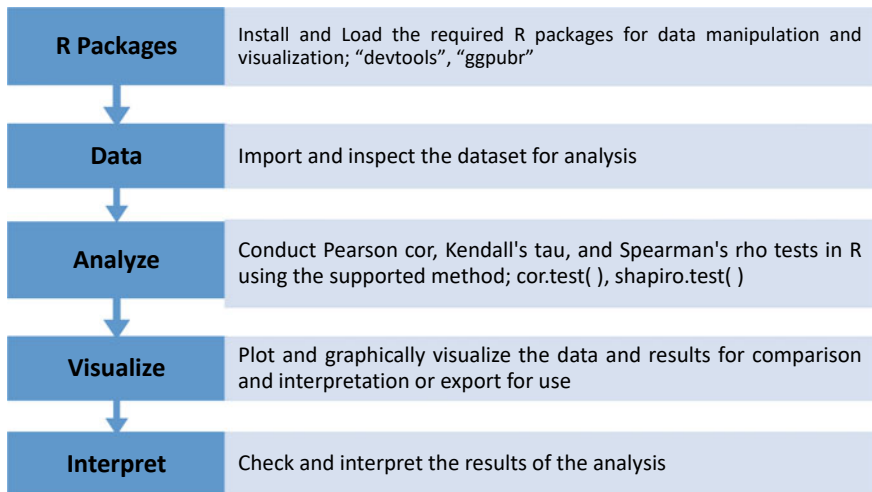 R Packages
Install and Load the required R packages for data manipulation and
visualization; “devtools”, “ggpubr”
Data
Import and inspect the dataset for analysis
Analyze
Conduct Pearson cor, Kendall's tau, and Spearman's rho tests in R
using the supported method; cor.test( ), shapiro.test( )
Visualize
Plot and graphically visualize the data and results for comparison
and interpretation or export for use
Interpret
Check and interpret the results of the analysis